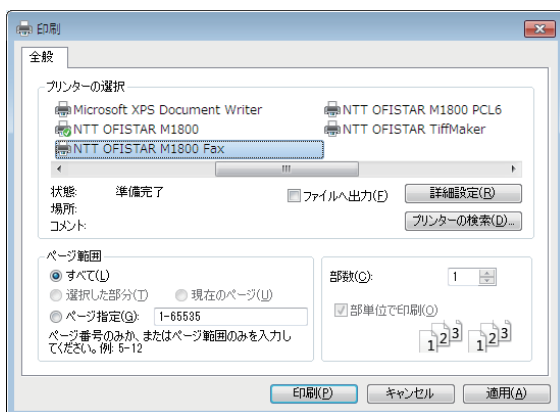 印刷
全般
プリンターの選択
Microsoft XPS Document Writer
NTT OFISTAR M1800 PCL6
NTT OFISTAR M1800
NTT OFISTAR TiffMaker
NTT OFISTAR M1800 Fax
状態: 準備完了
ファイルへ出力(F)
詳細設定(R)
場所:
プリンターの検索(D)...
コメント:
ページ範囲
すべて(L)
部数(C): 1
選択した部分(T)
現在のページ(U)
ページ指定(G): 1-65535
部単位で印刷(O)
ページ番号のみか、またはページ範囲のみを入力し
てください。例: 5-12
1 2 3 1 2 3
印刷(P)
キャンセル
適用(A)